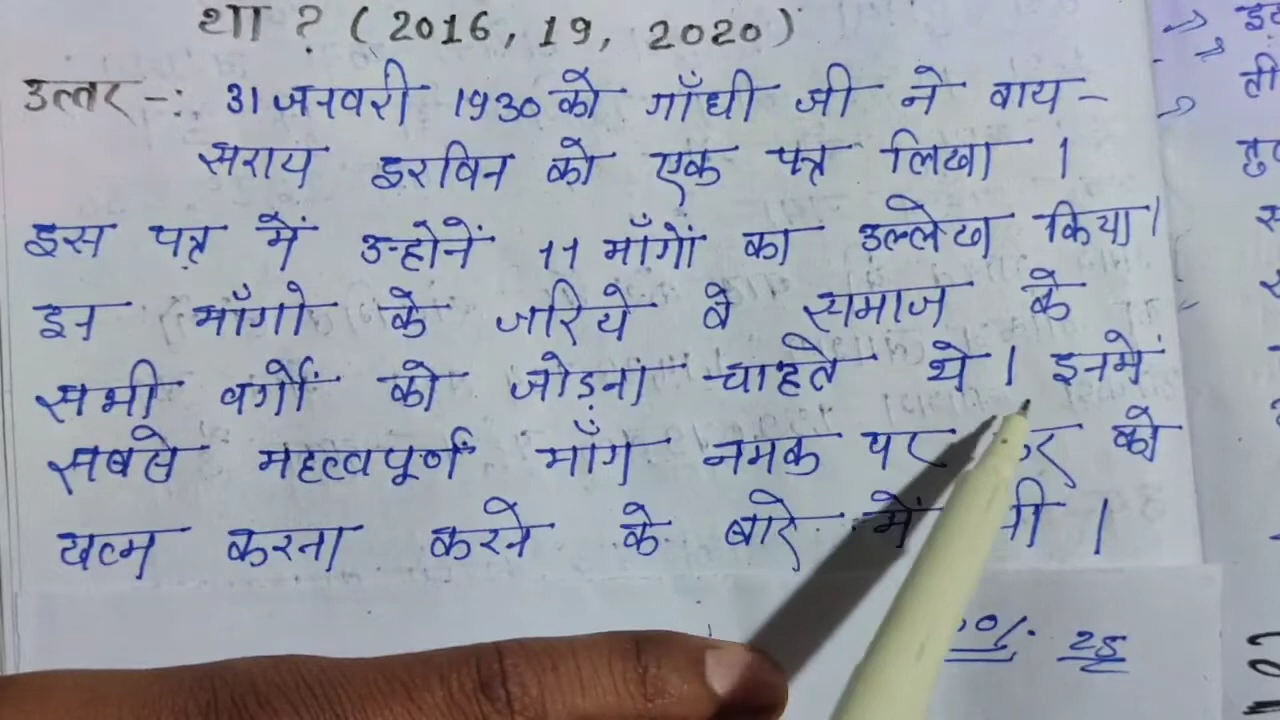 था ? ( 2016, 19, 2020 )
उत्तर -: 31 जनवरी 1930 को गाँधी जी ने वाय -
सराय इरविन को एक पत्र लिखा ।
इस पत्र में उन्होनें 11 माँगों का उल्लेख किया।
इन माँगो के जरिये वे समाज के
सभी वर्गों को जोड़ना चाहते थे । इनमें
सबसे महत्वपूर्ण माँग नमक पर कर को
खत्म करना करने के बारे में थी ।